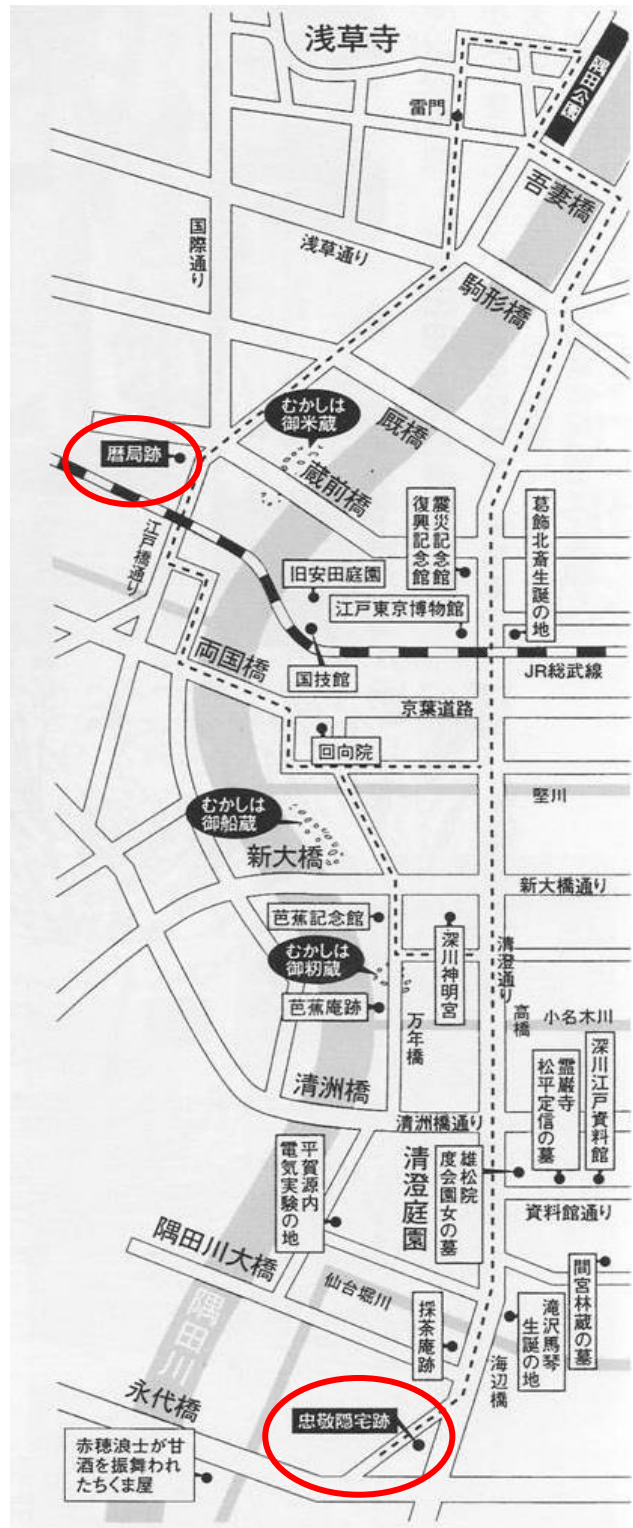 浅草寺
隅田公園
雷門
吾妻橋
国際通り
浅草通り
駒形橋
むかしは
御米蔵
厩橋
暦局跡
蔵前橋
震災記念館
復興記念館
葛飾北斎生誕の地
江戸橋通り
旧安田庭園
江戸東京博物館
両国橋
国技館
JR総武線
京葉道路
回向院
竪川
むかしは
御船蔵
新大橋
新大橋通り
芭蕉記念館
深川神明宮
清澄通り
むかしは
御籾蔵
芭蕉庵跡
万年橋
高橋
小名木川
清洲橋
清洲橋通り
深川江戸資料館
霊巌寺
松平定信の墓
雄松院
度会園女の墓
清澄庭園
平賀源内
電気実験の地
資料館通り
隅田川大橋
仙台堀川
間宮林蔵の墓
滝沢馬琴
生誕の地
採茶庵跡
海辺橋
隅田川
永代橋
忠敬隠宅跡
赤穂浪士が甘
酒を振舞われ
たちくま屋